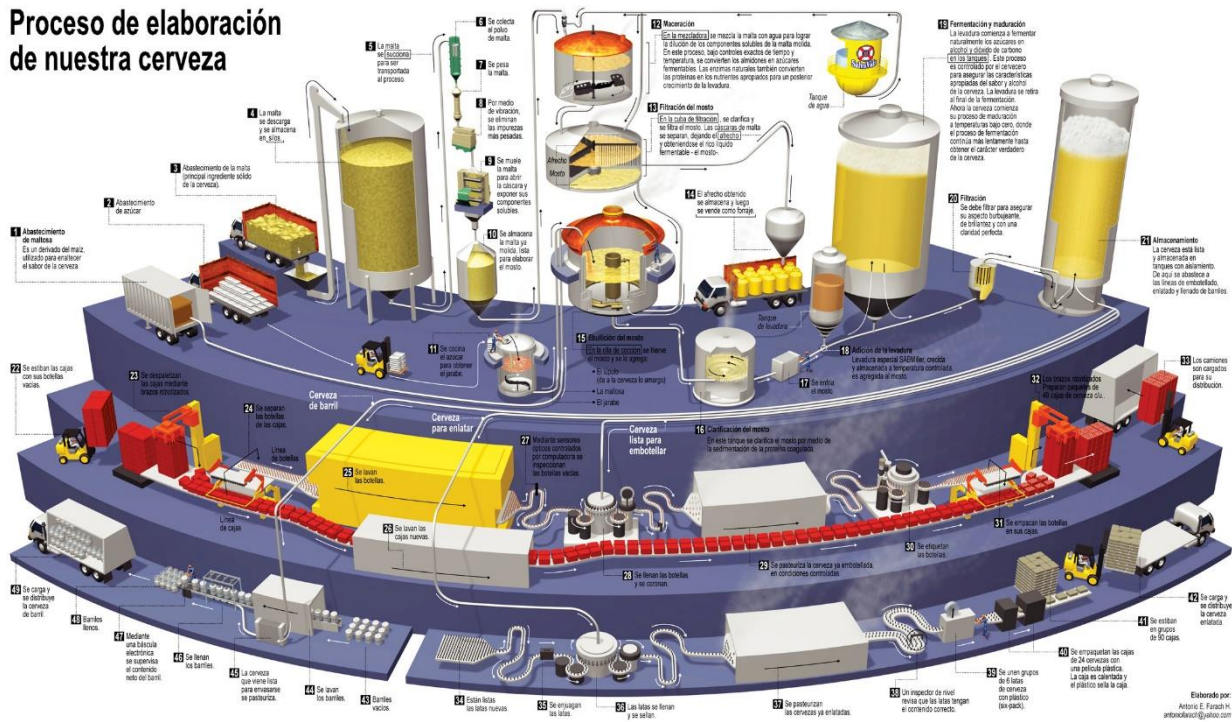 Proceso de elaboración
de nuestra cerveza
1 Abastecimiento
de maltosa
Es un derivado del maíz,
utilizado para enaltecer
el sabor de la cerveza.
2 Abastecimiento
de azúcar
3 Abastecimiento de la malta
(principal ingrediente sólido
de la cerveza).
4 La malta
se descarga
y se almacena
en silos.
5 La malta
se succiona
para ser
transportada
al proceso.
6 Se colecta
el polvo
de malta.
7 Se pesa
la malta.
8 Por medio
de vibración,
se eliminan
las impurezas
más pesadas.
9 Se muele
la malta
para abrir
la cáscara y
exponer sus
componentes
solubles.
10 Se almacena
la malta ya
molida, lista
para elaborar
el mosto.
11 Se cocina
el azúcar
para obtener
el jarabe.
12 Maceración
En la mezcladora se mezcla la malta con agua para lograr
la dilución de los componentes solubles de la malta molida.
En este proceso, bajo controles exactos de tiempo y
temperatura, se convierten los almidones en azúcares
fermentables. Las enzimas naturales también convierten
las proteínas en los nutrientes apropiados para un posterior
crecimiento de la levadura.
13 Filtración del mosto
En la cuba de filtración, se clarifica y
se filtra el mosto. Las cáscaras de malta
se separan, dejando el afrecho
y obteniéndose el rico líquido
fermentable - el mosto-.
Afrecho
Mosto
14 El afrecho obtenido
se almacena y luego
se vende como forraje.
15 Ebullición del mosto
En la olla de cocción se hierve
el mosto y se le agrega:
• El lúpulo
(da a la cerveza lo amargo)
• La maltosa
• El jarabe
16 Clarificación del mosto
En este tanque se clarifica el mosto por medio de
la sedimentación de la proteína coagulada.
17 Se enfría
el mosto.
18 Adición de la levadura
Levadura especial SABMiller, crecida
y almacenada a temperatura controlada,
es agregada al mosto.
Tanque
de levadura
Tanque
de agua
19 Fermentación y maduración
La levadura comienza a fermentar
naturalmente los azúcares en
alcohol y dióxido de carbono
en los tanques. Este proceso
es controlado por el cervecero
para asegurar las características
apropiadas del sabor y alcohol
de la cerveza. La levadura se retira
al final de la fermentación.
Ahora la cerveza comienza
su proceso de maduración
a temperaturas bajo cero, donde
el proceso de fermentación
continúa más lentamente hasta
obtener el carácter verdadero
de la cerveza.
20 Filtración
Se debe filtrar para asegurar
su aspecto burbujeante,
de brillantez y con una
claridad perfecta.
21 Almacenamiento
La cerveza está lista
y almacenada en
tanques con aislamiento.
De aquí se abastece a
las líneas de embotellado,
enlatado y llenado de barriles.
22 Se estiban las cajas
con sus botellas
vacías.
23 Se despaletizan
las cajas mediante
brazos robotizados.
24 Se separan
las botellas
de las cajas.
Línea de
botellas
Línea
de cajas
25 Se lavan
las botellas.
26 Se lavan las
cajas nuevas.
Cerveza
de barril
Cerveza
para enlatar
Cerveza
lista para
embotellar
27 Mediante sensores
ópticos controlados
por computadora se
inspeccionan
las botellas vacías.
28 Se llenan las botellas
y se coronan.
29 Se pasteuriza la cerveza ya embotellada,
en condiciones controladas.
30 Se etiquetan
las botellas.
31 Se empacan las botellas
en sus cajas.
32 Los brazos robotizados
Preparan paquetes de
40 cajas de cerveza c/u.
33 Los camiones
son cargados
para su
distribución.
34 Están listas
las latas nuevas.
35 Se enjuagan
las latas.
36 Las latas se llenan
y se sellan.
37 Se pasteurizan
las cervezas ya enlatadas.
38 Un inspector de nivel
revisa que las latas tengan
el contenido correcto.
39 Se unen grupos
de 6 latas
de cerveza
con plástico
(six-pack).
40 Se empaquetan las cajas
de 24 cervezas con
una película plástica.
La caja es calentada y
el plástico sella la caja.
41 Se estiban
en grupos
de 90 cajas.
42 Se carga y
se distribuye
la cerveza
enlatada
43 Barriles
vacíos.
44 Se lavan
los barriles.
45 La cerveza
que viene lista
para envasarse
se pasteuriza.
46 Se llenan
los barriles.
47 Mediante
una báscula
electrónica
se supervisa
el contenido
neto del barril.
48 Barriles
llenos.
49 Se carga y
se distribuye
la cerveza
de barril.
Elaborado por:
Antonio E. Farach h.
antoniofarach@yahoo.com